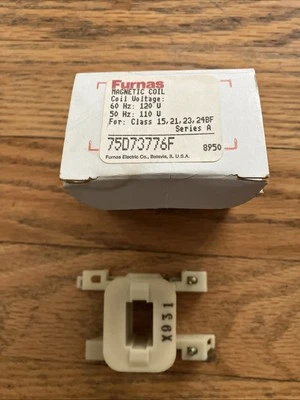 Furnas
MAGNETIC COIL
Coil Voltage:
60 Hz: 120 V
50 Hz: 110 V
For: Class 15,21,23,24BF
Series A
75D73776F
8950
Furnas Electric Co., Batavia, IL U.S.A.
X931